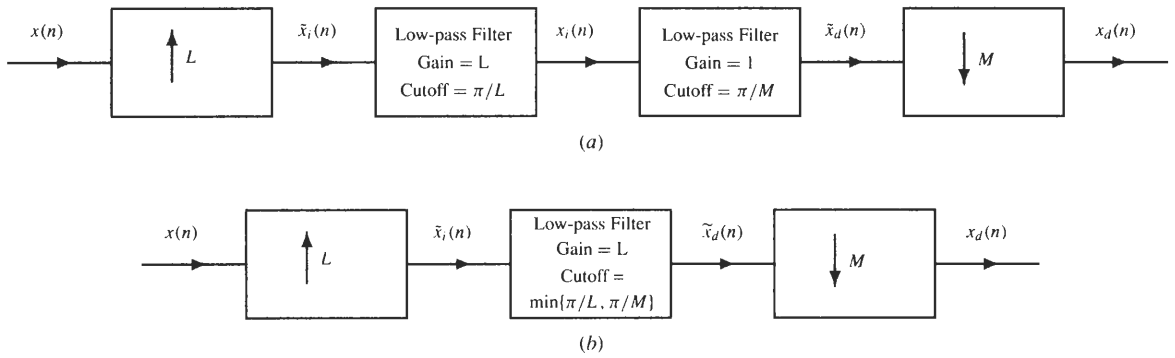 x(n)
L
x̃ᵢ(n)
Low-pass Filter
Gain = L
Cutoff = π/L
xᵢ(n)
Low-pass Filter
Gain = 1
Cutoff = π/M
x̃_d(n)
M
x_d(n)
(a)
x(n)
L
x̃ᵢ(n)
Low-pass Filter
Gain = L
Cutoff =
min{π/L, π/M}
x̃_d(n)
M
x_d(n)
(b)